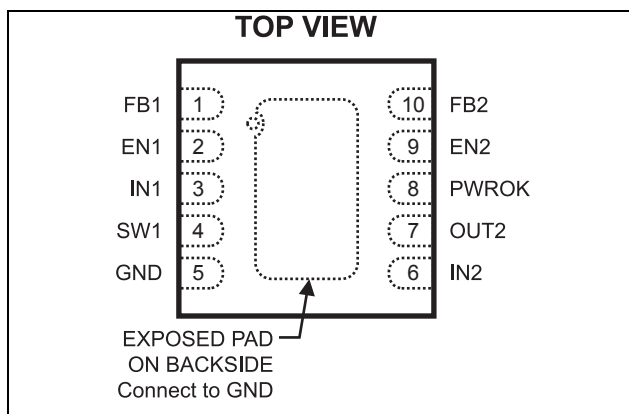 TOP VIEW
FB1 1 10 FB2
EN1 2 9 EN2
IN1 3 8 PWROK
SW1 4 7 OUT2
GND 5 6 IN2
EXPOSED PAD
ON BACKSIDE
Connect to GND